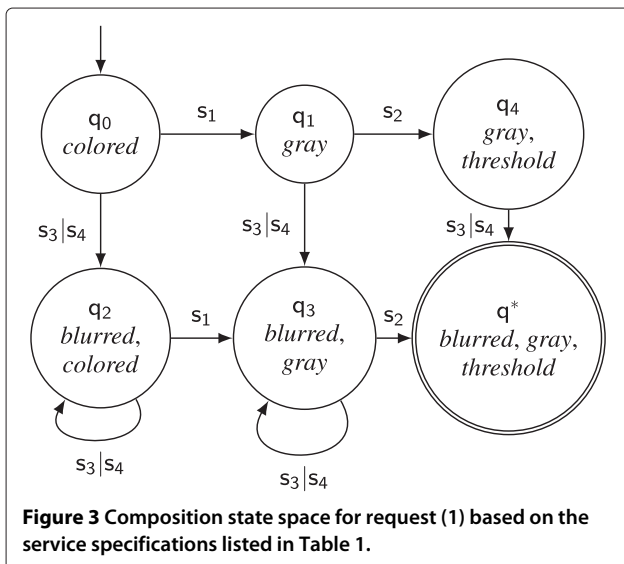 q0
colored
s1
q1
gray
s2
q4
gray,
threshold
s3|s4
s3|s4
s3|s4
q2
blurred,
colored
s1
q3
blurred,
gray
s2
q*
blurred, gray,
threshold
s3|s4
s3|s4
Figure 3 Composition state space for request (1) based on the
service specifications listed in Table 1.